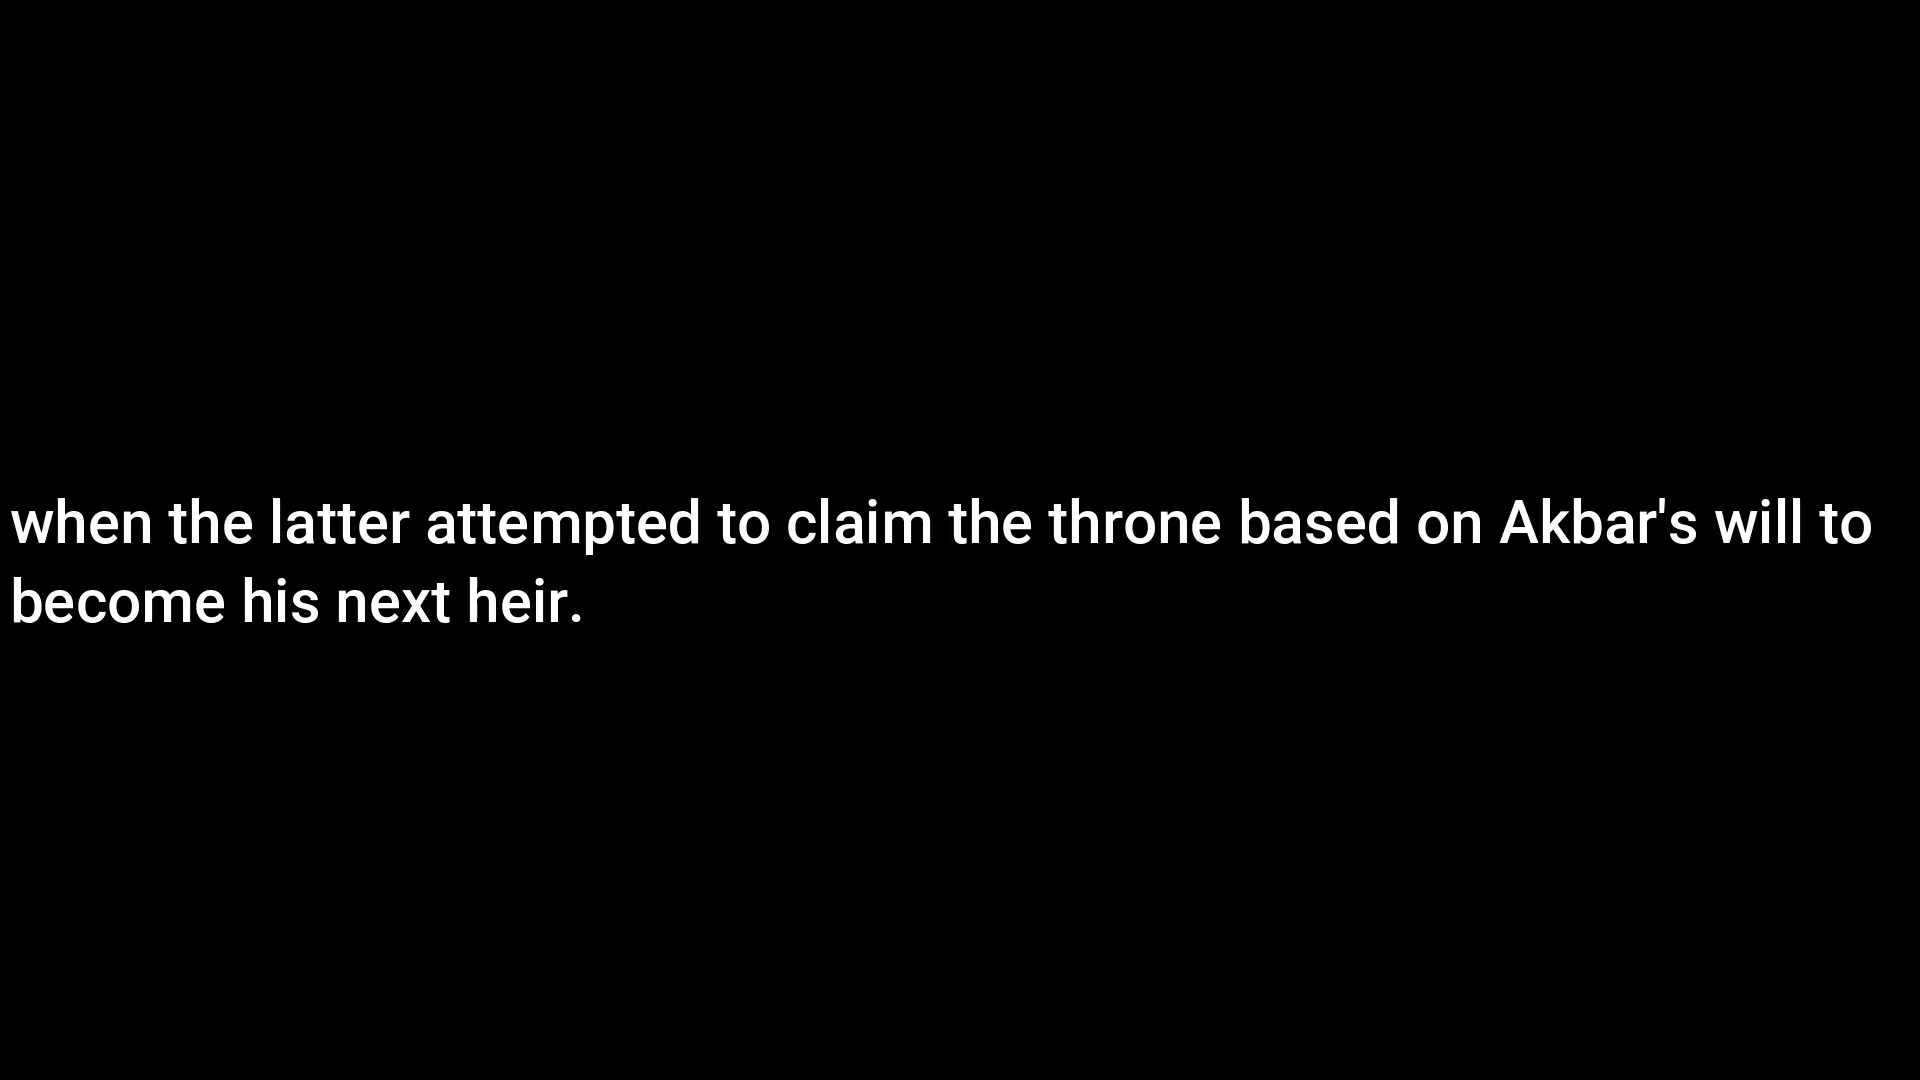 when the latter attempted to claim the throne based on Akbar's will to
become his next heir.